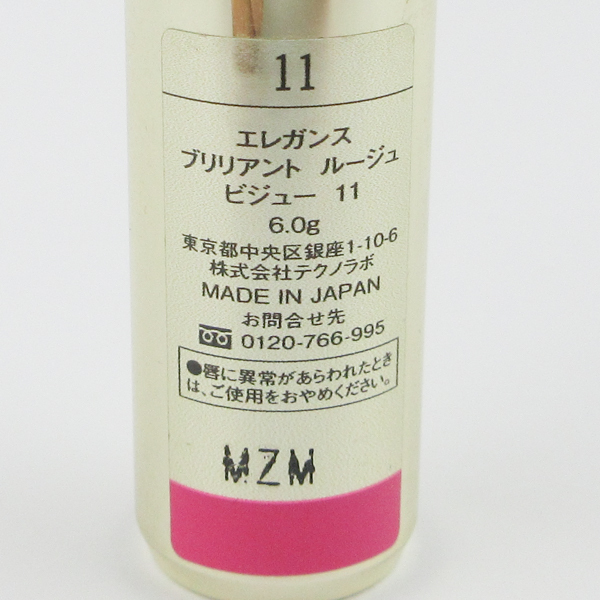 11
エレガンス
ブリリアント ルージュ
ビジュー 11
6.0g
東京都中央区銀座1-10-6
株式会社テクノラボ
MADE IN JAPAN
お問合せ先
0120-766-995
●唇に異常があらわれたとき
は、ご使用をおやめください。
MZM